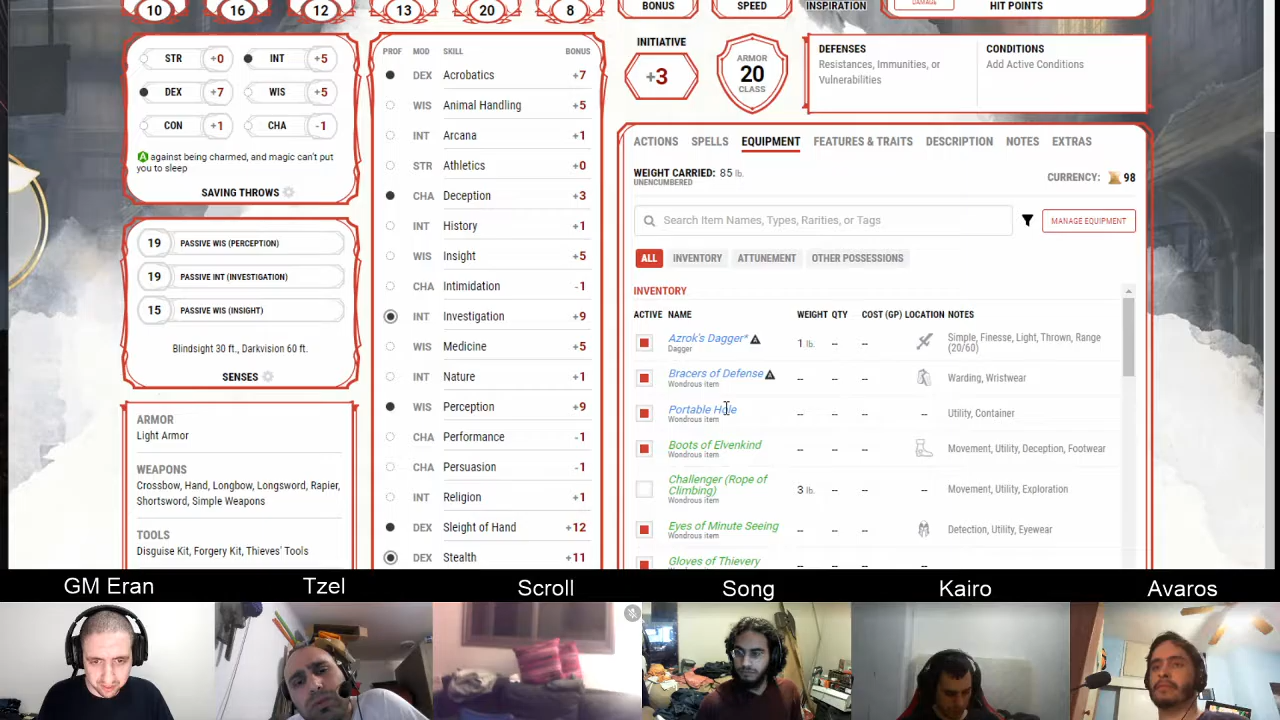 10 16 12 13 20 8
BONUS SPEED INSPIRATION DAMAGE HIT POINTS
STR +0 INT +5
DEX +7 WIS +5
CON +1 CHA -1
A against being charmed, and magic can't put
you to sleep
SAVING THROWS
19 PASSIVE WIS (PERCEPTION)
19 PASSIVE INT (INVESTIGATION)
15 PASSIVE WIS (INSIGHT)
Blindsight 30 ft., Darkvision 60 ft.
SENSES
ARMOR
Light Armor
WEAPONS
Crossbow, Hand, Longbow, Longsword, Rapier,
Shortsword, Simple Weapons
TOOLS
Disguise Kit, Forgery Kit, Thieves' Tools
PROF MOD SKILL BONUS
DEX Acrobatics +7
WIS Animal Handling +5
INT Arcana +1
STR Athletics +0
CHA Deception +3
INT History +1
WIS Insight +5
CHA Intimidation -1
INT Investigation +9
WIS Medicine +5
INT Nature +1
WIS Perception +9
CHA Performance -1
CHA Persuasion -1
INT Religion +1
DEX Sleight of Hand +12
DEX Stealth +11
INITIATIVE
+3
ARMOR
20
CLASS
DEFENSES
Resistances, Immunities, or
Vulnerabilities
CONDITIONS
Add Active Conditions
ACTIONS SPELLS EQUIPMENT FEATURES & TRAITS DESCRIPTION NOTES EXTRAS
WEIGHT CARRIED: 85 lb.
UNENCUMBERED
CURRENCY: 98
Search Item Names, Types, Rarities, or Tags
MANAGE EQUIPMENT
ALL INVENTORY ATTUNEMENT OTHER POSSESSIONS
INVENTORY
ACTIVE NAME WEIGHT QTY COST (GP) LOCATION NOTES
Azrok's Dagger* 1 lb. -- -- Simple, Finesse, Light, Thrown, Range
Dagger (20/60)
Bracers of Defense -- -- -- Warding, Wristwear
Wondrous item
Portable Hole -- -- -- -- Utility, Container
Wondrous item
Boots of Elvenkind -- -- -- Movement, Utility, Deception, Footwear
Wondrous item
Challenger (Rope of
Climbing) 3 lb. -- -- -- Movement, Utility, Exploration
Wondrous item
Eyes of Minute Seeing -- -- -- Detection, Utility, Eyewear
Wondrous item
Gloves of Thievery -- -- --
GM Eran Tzel Scroll Song Kairo Avaros